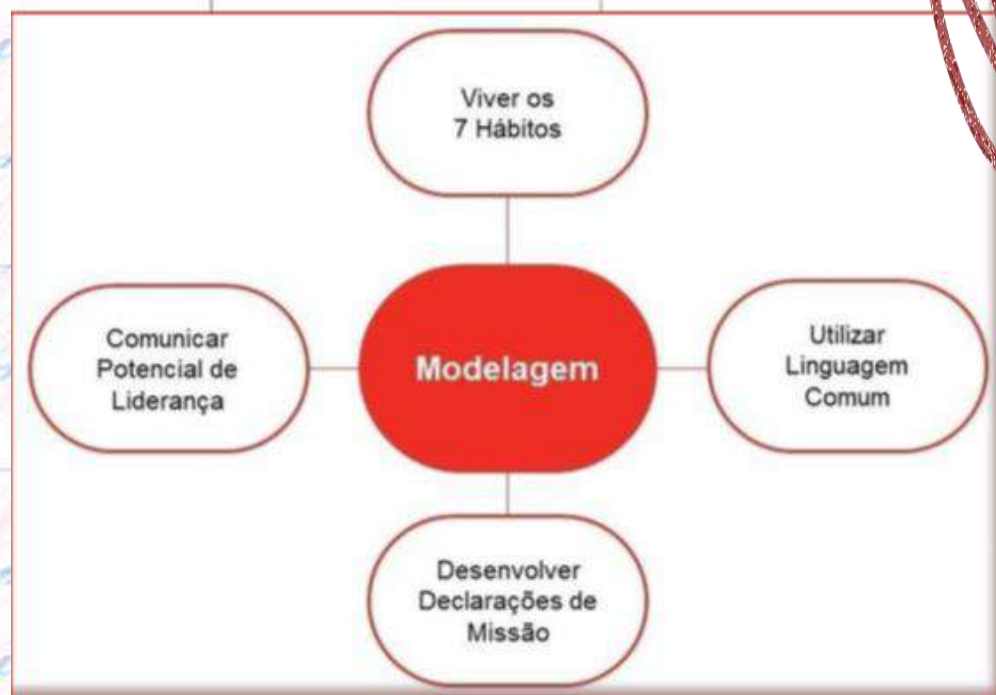 Viver os
7 Hábitos
Comunicar
Potencial de
Liderança
Modelagem
Utilizar
Linguagem
Comum
Desenvolver
Declarações de
Missão